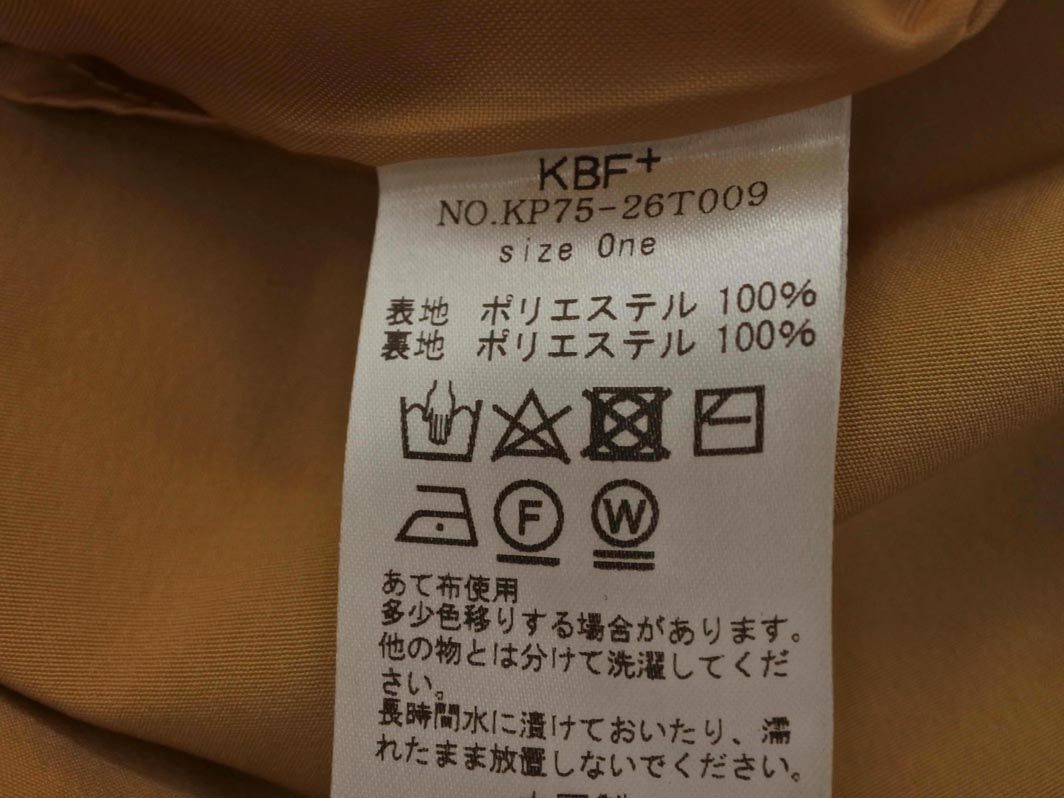 KBF+
NO.KP75-26T009
size One
表地 ポリエステル 100%
裏地 ポリエステル 100%
F W
あて布使用
多少色移りする場合があります。
他の物とは分けて洗濯してくだ
さい。
長時間水に漬けておいたり、濡
れたまま放置しないでください。